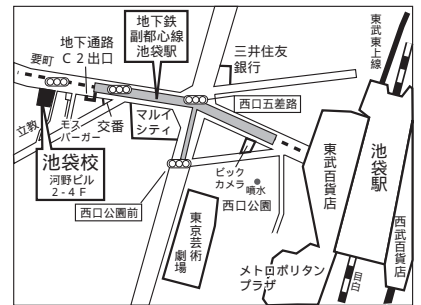 要町
地下通路
C2出口
地下鉄
副都心線
池袋駅
三井住友
銀行
東武東上線
西口五差路
立教
モス
バーガー
交番
マルイ
シティ
池袋校
河野ビル
2-4F
西口公園前
ビック
カメラ
噴水
西口公園
東京芸術
劇場
東武百貨店
池袋駅
西武百貨店
メトロポリタン
プラザ
目白